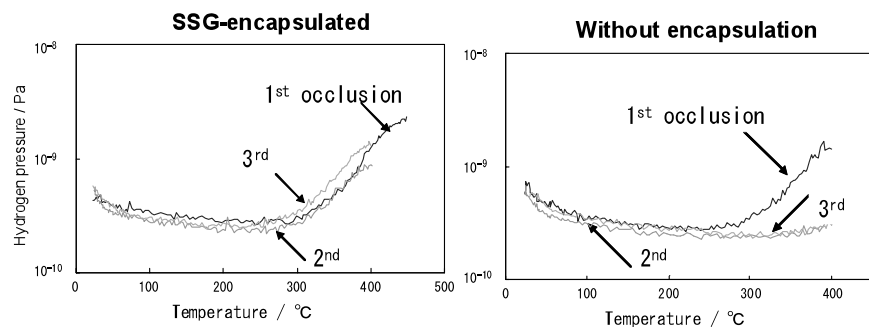 SSG-encapsulated
Hydrogen pressure / Pa
10⁻⁸
10⁻⁹
10⁻¹⁰
1ˢᵗ occlusion
3ʳᵈ
2ⁿᵈ
0 100 200 300 400 500
Temperature / ℃
Without encapsulation
10⁻⁸
10⁻⁹
10⁻¹⁰
1ˢᵗ occlusion
3ʳᵈ
2ⁿᵈ
0 100 200 300 400
Temperature / ℃